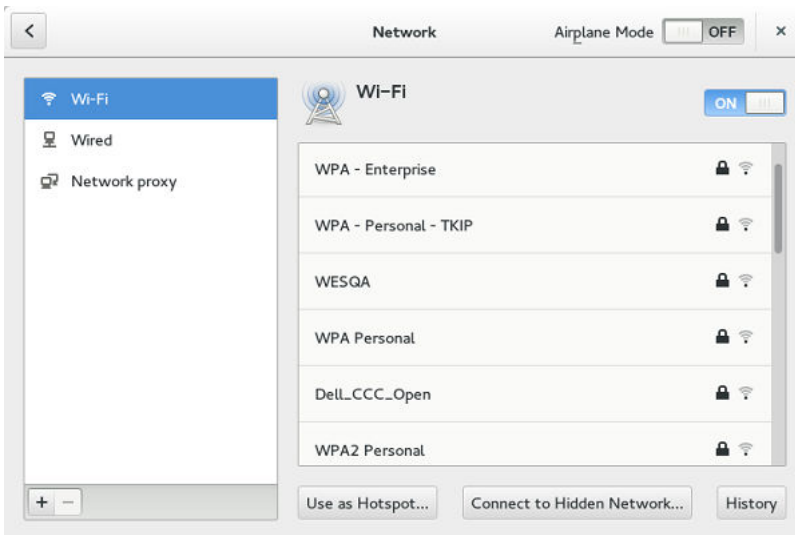 Network
Airplane Mode OFF
Wi-Fi
Wired
Network proxy
Wi-Fi
ON
WPA - Enterprise
WPA - Personal - TKIP
WESQA
WPA Personal
Dell_CCC_Open
WPA2 Personal
Use as Hotspot... Connect to Hidden Network... History